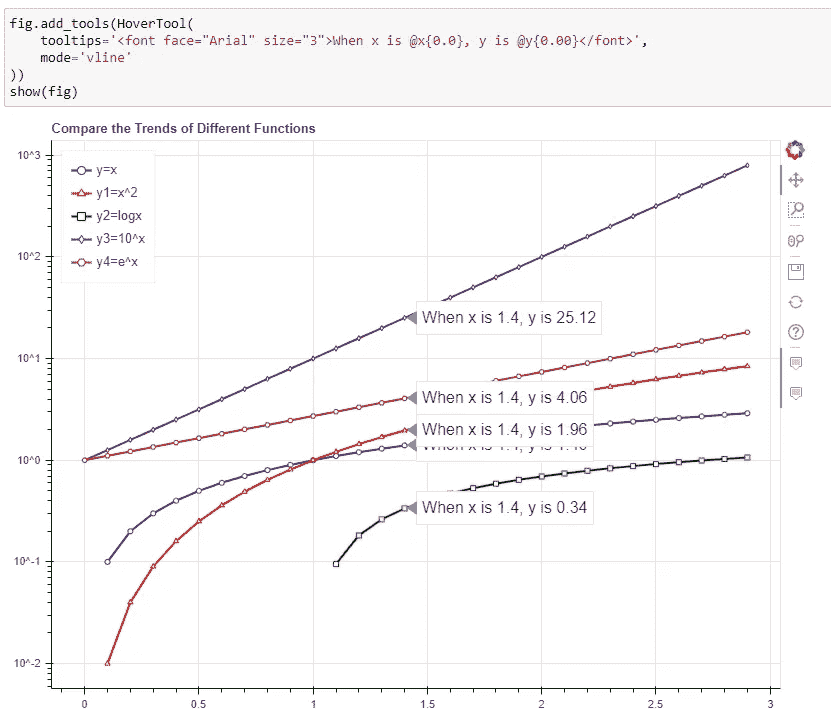 fig.add_tools(HoverTool(
    tooltips='<font face="Arial" size="3">When x is @x{0.0}, y is @y{0.00}</font>',
    mode='vline'
))
show(fig)
Compare the Trends of Different Functions
10^3
10^2
10^1
10^0
10^-1
10^-2
y=x
y1=x^2
y2=logx
y3=10^x
y4=e^x
When x is 1.4, y is 25.12
When x is 1.4, y is 4.06
When x is 1.4, y is 1.96
When x is 1.4, y is 0.34
0
0.5
1
1.5
2
2.5
3